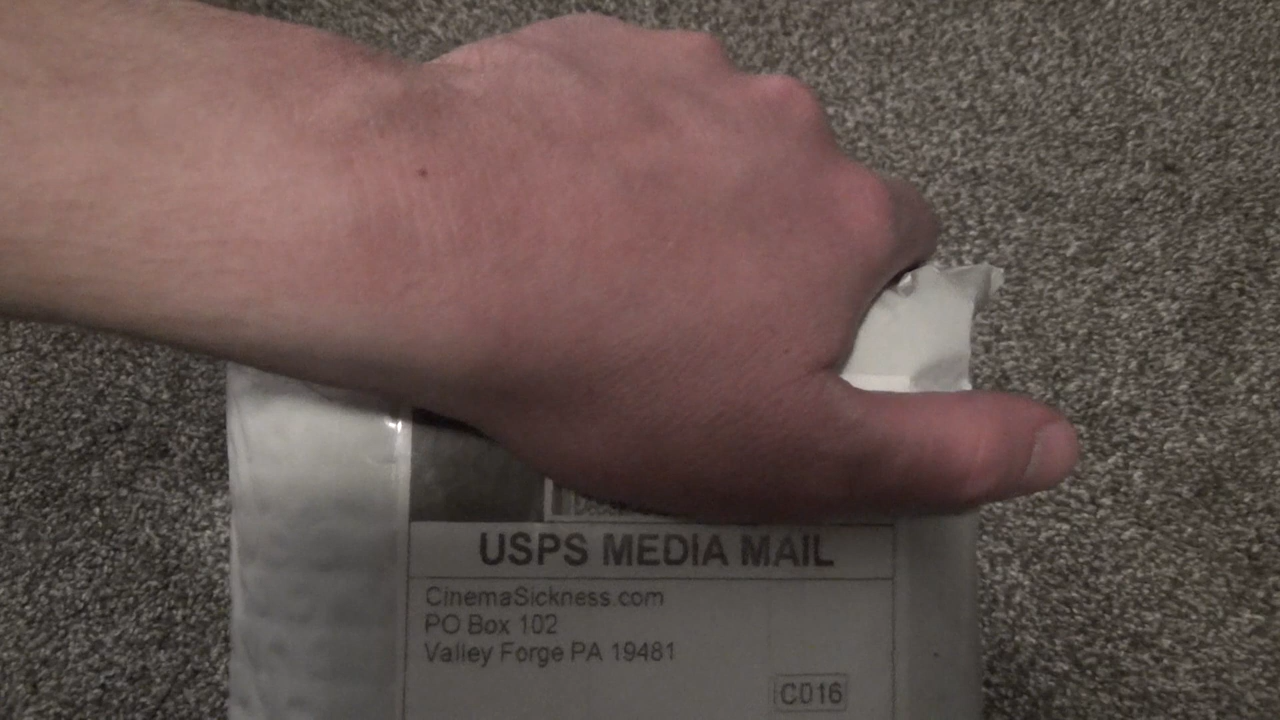 USPS MEDIA MAIL
CinemaSickness.com
PO Box 102
Valley Forge PA 19481
C016